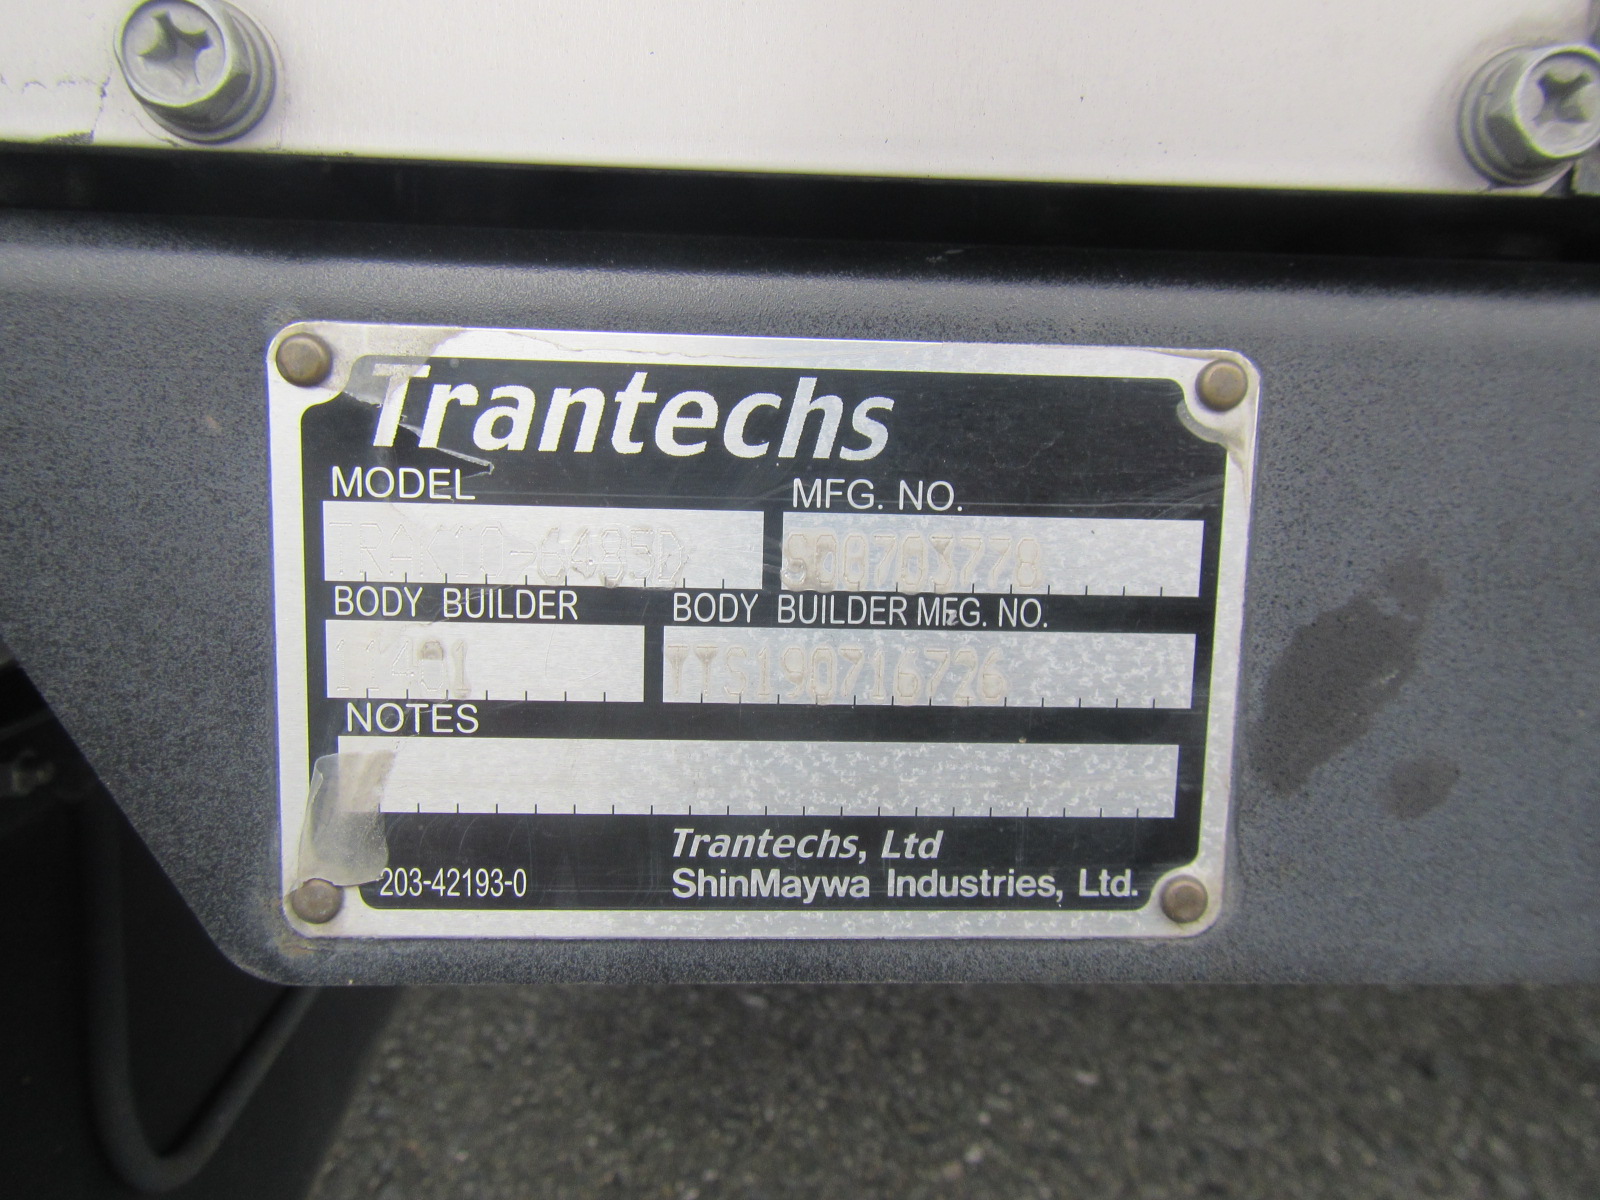 Trantechs
MODEL MFG. NO.
TRAK10-6485D S08703778
BODY BUILDER BODY BUILDER MFG. NO.
TTS190716726
NOTES
Trantechs, Ltd
203-42193-0 ShinMaywa Industries, Ltd.